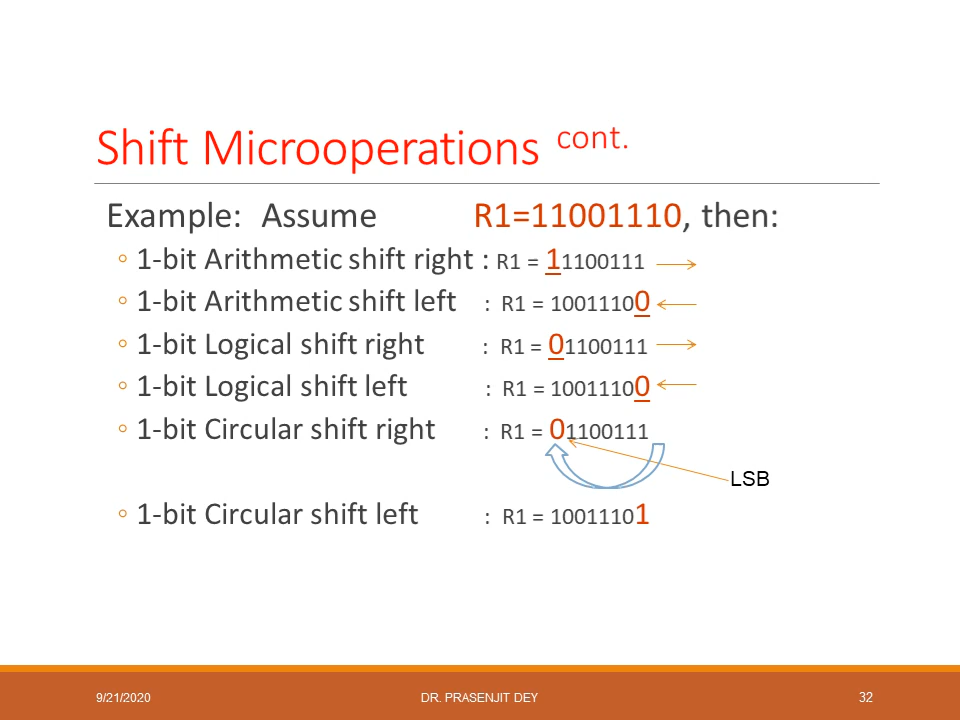 Shift Microoperations cont.
Example: Assume R1=11001110, then:
◦ 1-bit Arithmetic shift right : R1 = 11100111
◦ 1-bit Arithmetic shift left : R1 = 10011100
◦ 1-bit Logical shift right : R1 = 01100111
◦ 1-bit Logical shift left : R1 = 10011100
◦ 1-bit Circular shift right : R1 = 01100111
LSB
◦ 1-bit Circular shift left : R1 = 10011101
9/21/2020 DR. PRASENJIT DEY 32